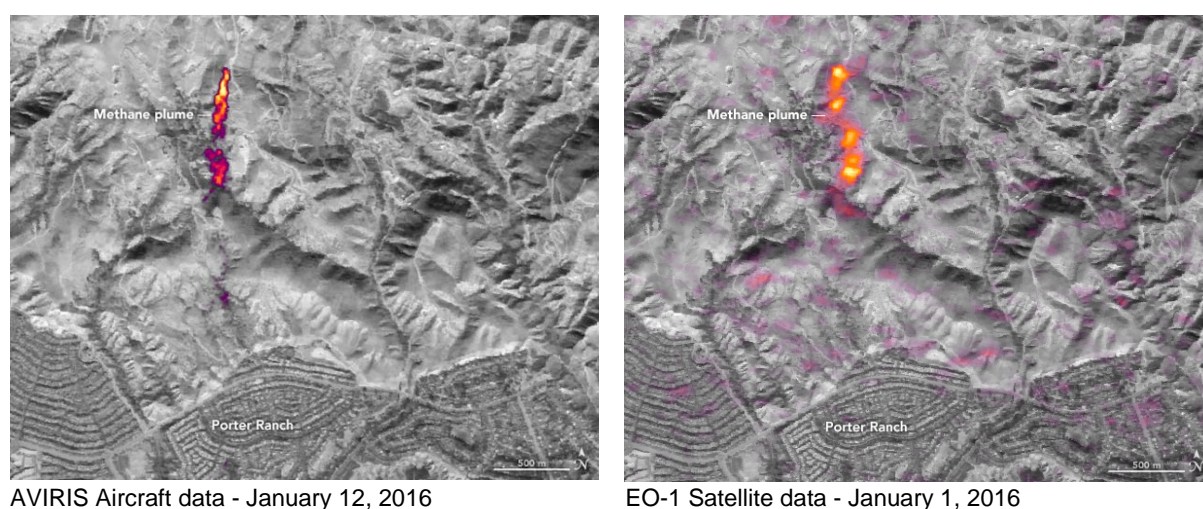 Methane plume
Porter Ranch
500 m
N
Methane plume
Porter Ranch
500 m
N
AVIRIS Aircraft data - January 12, 2016
EO-1 Satellite data - January 1, 2016